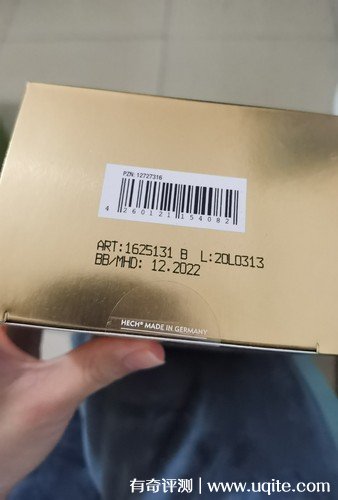 PZN: 12727316
4 260121 154082
ART:1625131 B L:20L0313
BB/MHD: 12.2022
HECH® MADE IN GERMANY
有奇评测 | www.uqite.com